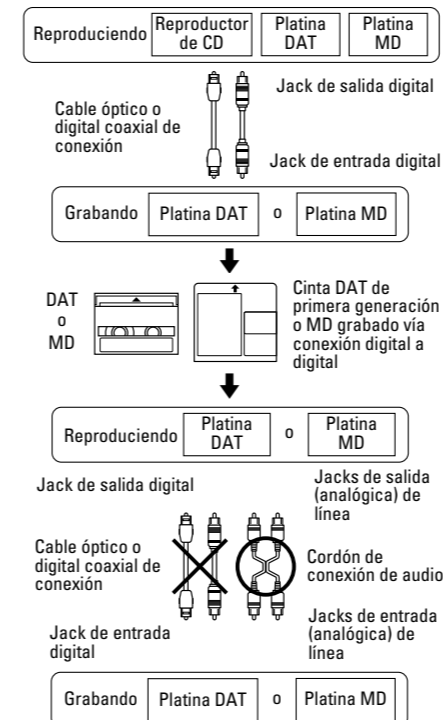 Reproduciendo
Reproductor
de CD
Platina
DAT
Platina
MD
Jack de salida digital
Cable óptico o
digital coaxial de
conexión
Jack de entrada digital
Grabando
Platina DAT
o
Platina MD
DAT
o
MD
Cinta DAT de
primera generación
o MD grabado vía
conexión digital a
digital
Reproduciendo
Platina
DAT
o
Platina
MD
Jack de salida digital
Jacks de salida
(analógica) de
línea
Cable óptico o
digital coaxial de
conexión
Cordón de
conexión de audio
Jack de entrada
digital
Jacks de entrada
(analógica) de
línea
Grabando
Platina DAT
o
Platina MD